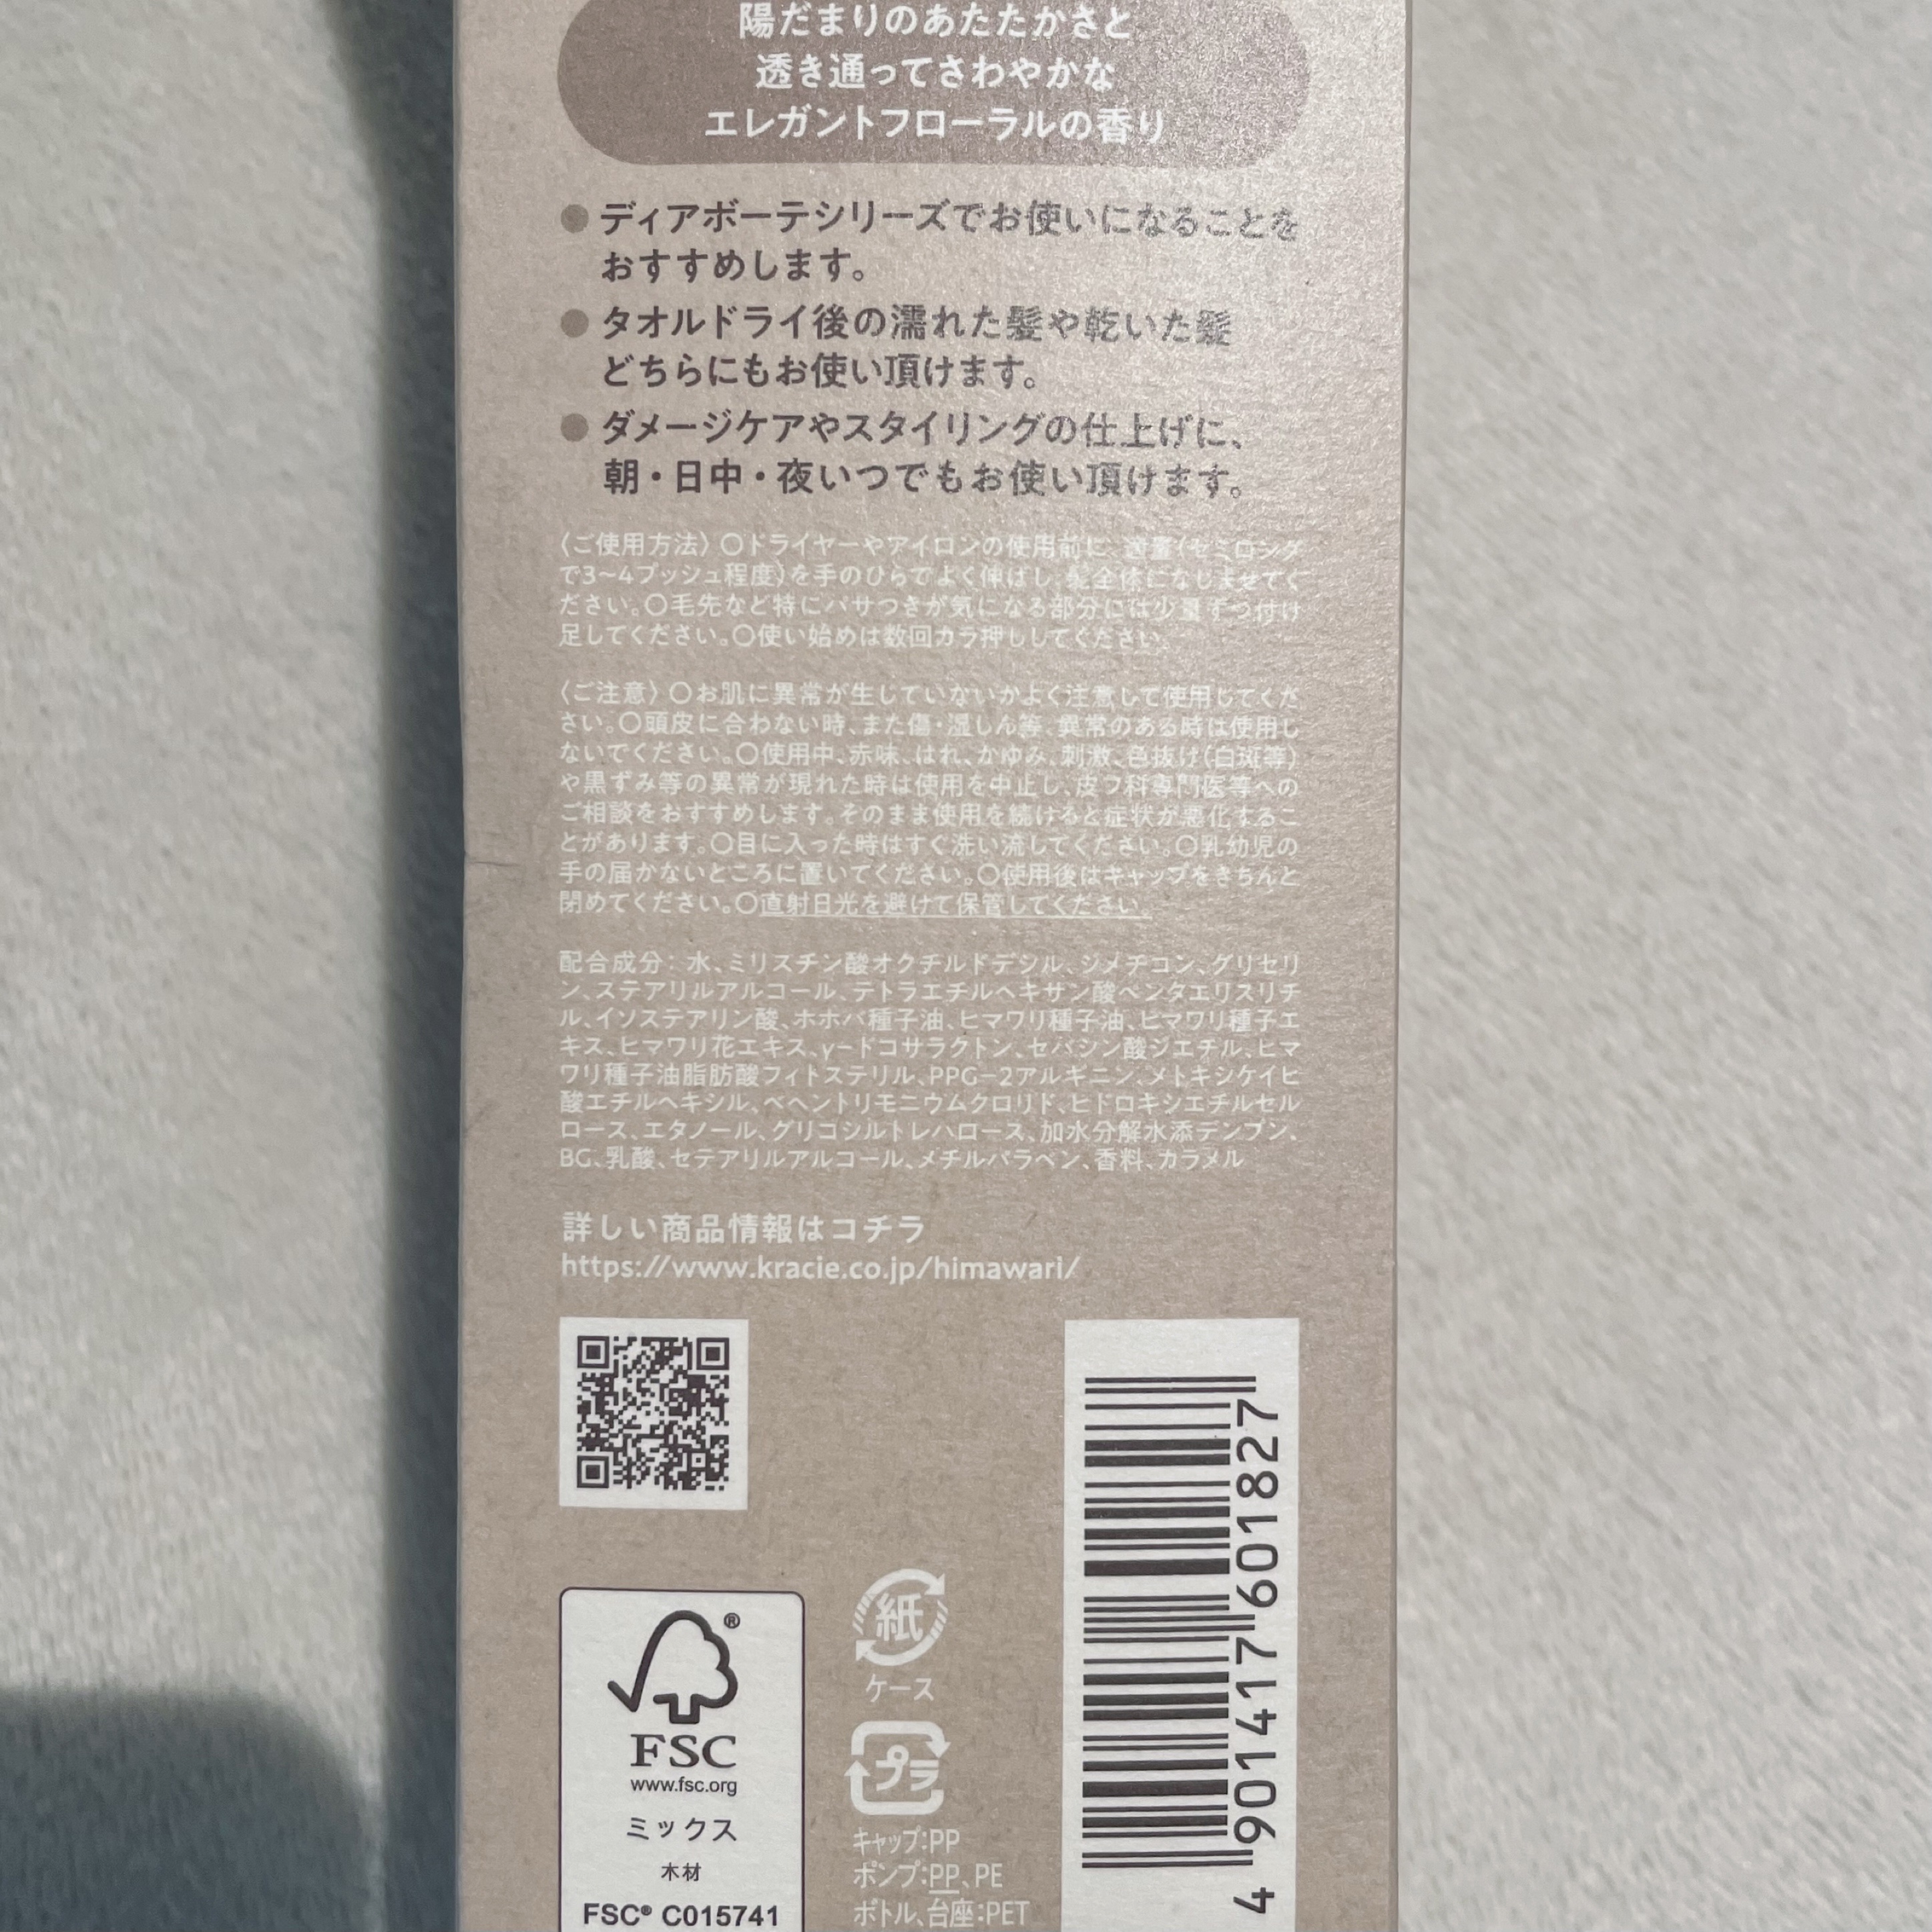 陽だまりのあたたかさと
透き通ってさわやかな
エレガントフローラルの香り
●ディアボーテシリーズでお使いになることを
おすすめします。
●タオルドライ後の濡れた髪や乾いた髪
どちらにもお使い頂けます。
●ダメージケアやスタイリングの仕上げに、
朝・日中・夜いつでもお使い頂けます。
〈ご使用方法〉○ドライヤーやアイロンの使用前に、適量(セミロング
で3~4プッシュ程度)を手のひらでよく伸ばし、髪全体になじませてく
ださい。○毛先など特にパサつきが気になる部分には少量ずつ付け
足してください。○使い始めは数回カラ押ししてください。
〈ご注意〉○お肌に異常が生じていないかよく注意して使用してくだ
さい。○頭皮に合わない時、また傷・湿しん等、異常のある時は使用し
ないでください。○使用中、赤味、はれ、かゆみ、刺激、色抜け(白斑等)
や黒ずみ等の異常が現れた時は使用を中止し、皮フ科専門医等への
ご相談をおすすめします。そのまま使用を続けると症状が悪化するこ
とがあります。○目に入った時はすぐ洗い流してください。○乳幼児の
手の届かないところに置いてください。○使用後はキャップをきちんと
閉めてください。○直射日光を避けて保管してください。
配合成分:水、ミリスチン酸オクチルドデシル、ジメチコン、グリセリ
ン、ステアリルアルコール、テトラエチルヘキサン酸ペンタエリスリチ
ル、イソステアリン酸、ホホバ種子油、ヒマワリ種子油、ヒマワリ種子エ
キス、ヒマワリ花エキス、γードコサラクトン、セバシン酸ジエチル、ヒマ
ワリ種子油脂肪酸フィトステリル、PPG-2アルギニン、メトキシケイヒ
酸エチルヘキシル、ベヘントリモニウムクロリド、ヒドロキシエチルセル
ロース、エタノール、グリコシルトレハロース、加水分解水添デンプン、
BG、乳酸、セテアリルアルコール、メチルパラベン、香料、カラメル
詳しい商品情報はコチラ
https://www.kracie.co.jp/himawari/
紙
ケース
プラ
キャップ:PP
ポンプ:PP、PE
ボトル、台座:PET
®
FSC
www.fsc.org
ミックス
木材
FSC® C015741
4 901417 601827